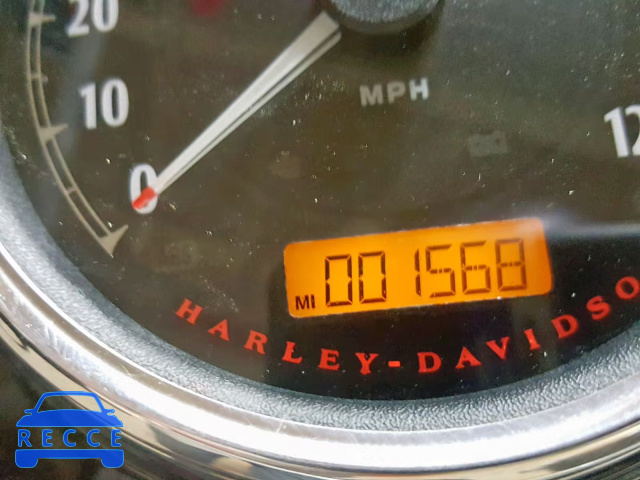 20
10
0
MPH
12
MI 001568
HARLEY-DAVIDSO
RECCE